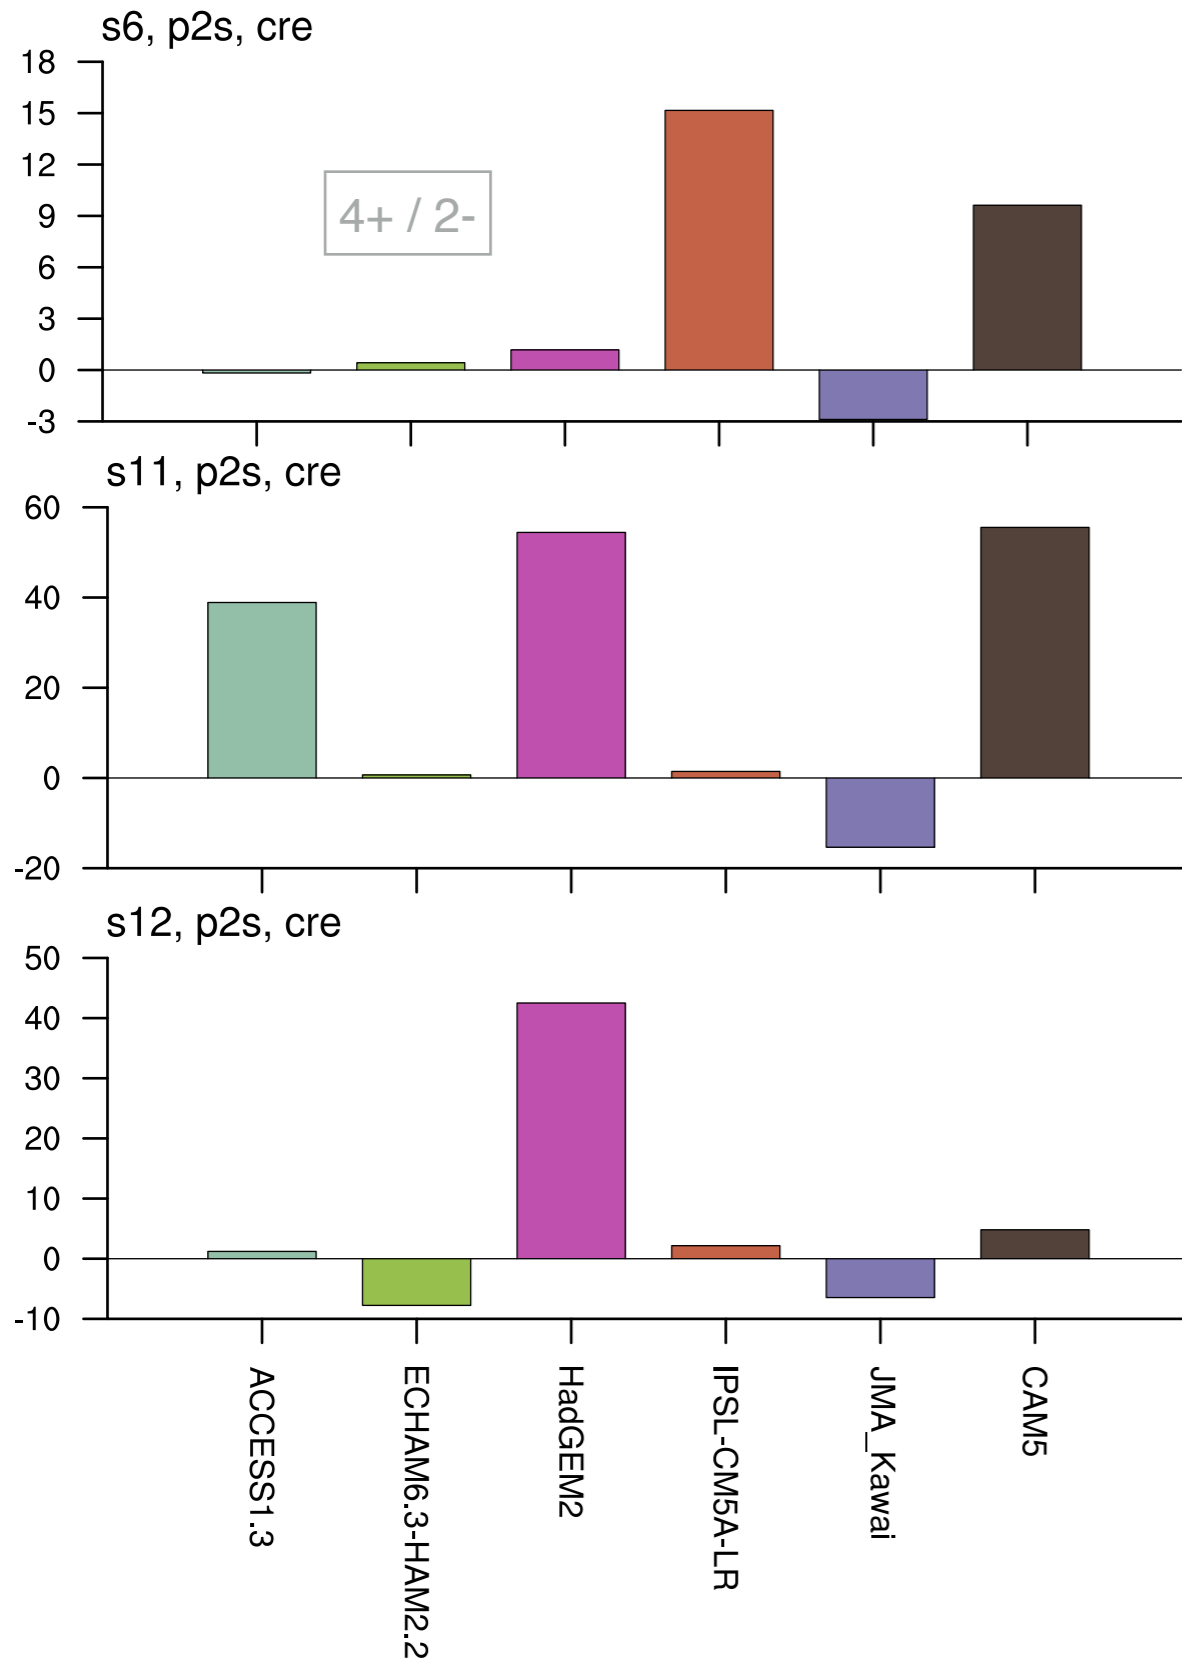 s6, p2s, cre
18
15
12
9
6
3
0
-3
4+ / 2-
s11, p2s, cre
60
40
20
0
-20
s12, p2s, cre
50
40
30
20
10
0
-10
ACCESS1.3
ECHAM6.3-HAM2.2
HadGEM2
IPSL-CM5A-LR
JMA_Kawai
CAM5